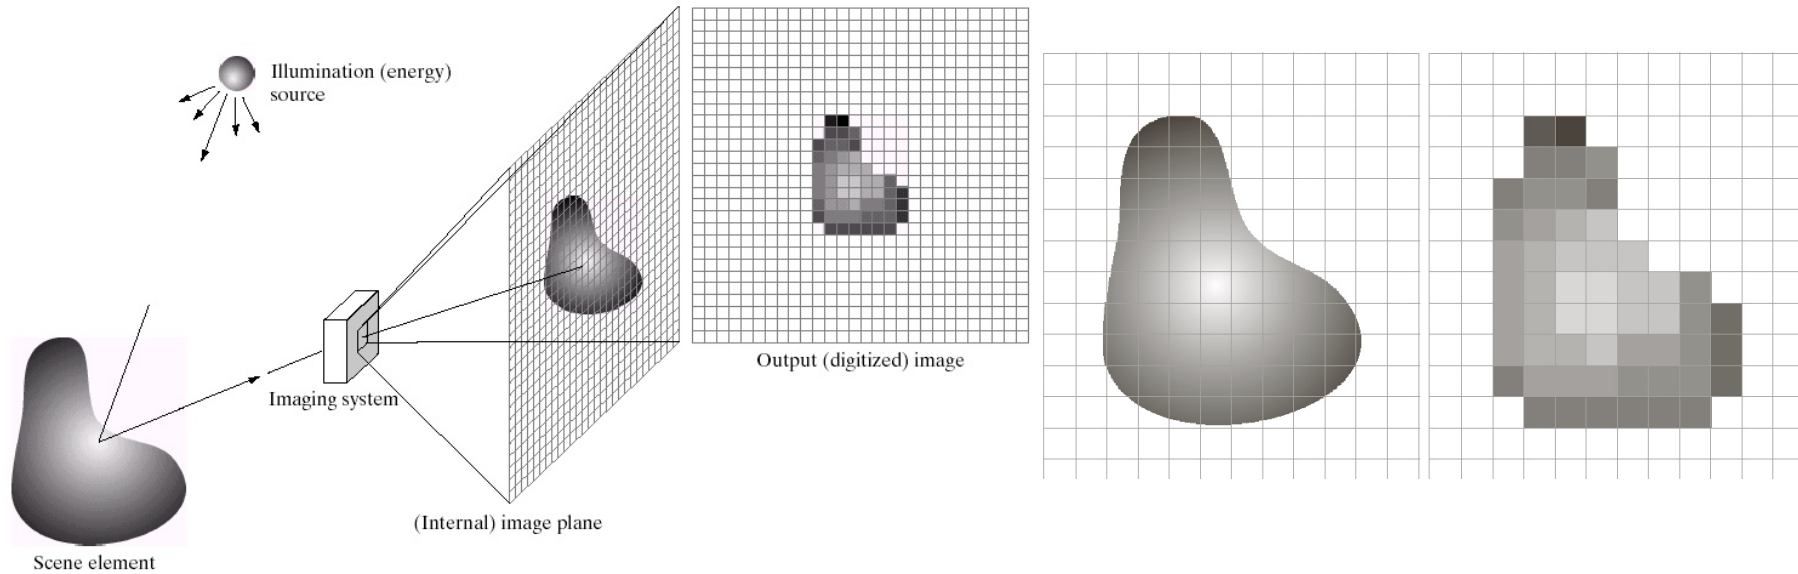 Illumination (energy)
source
Output (digitized) image
Imaging system
(Internal) image plane
Scene element